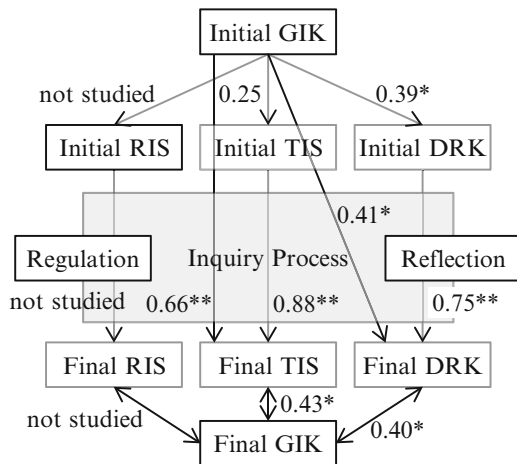 Initial GIK
not studied
0.25
0.39*
Initial RIS
Initial TIS
Initial DRK
0.41*
Regulation
Inquiry Process
Reflection
not studied
0.66**
0.88**
0.75**
Final RIS
Final TIS
Final DRK
not studied
0.43*
0.40*
Final GIK